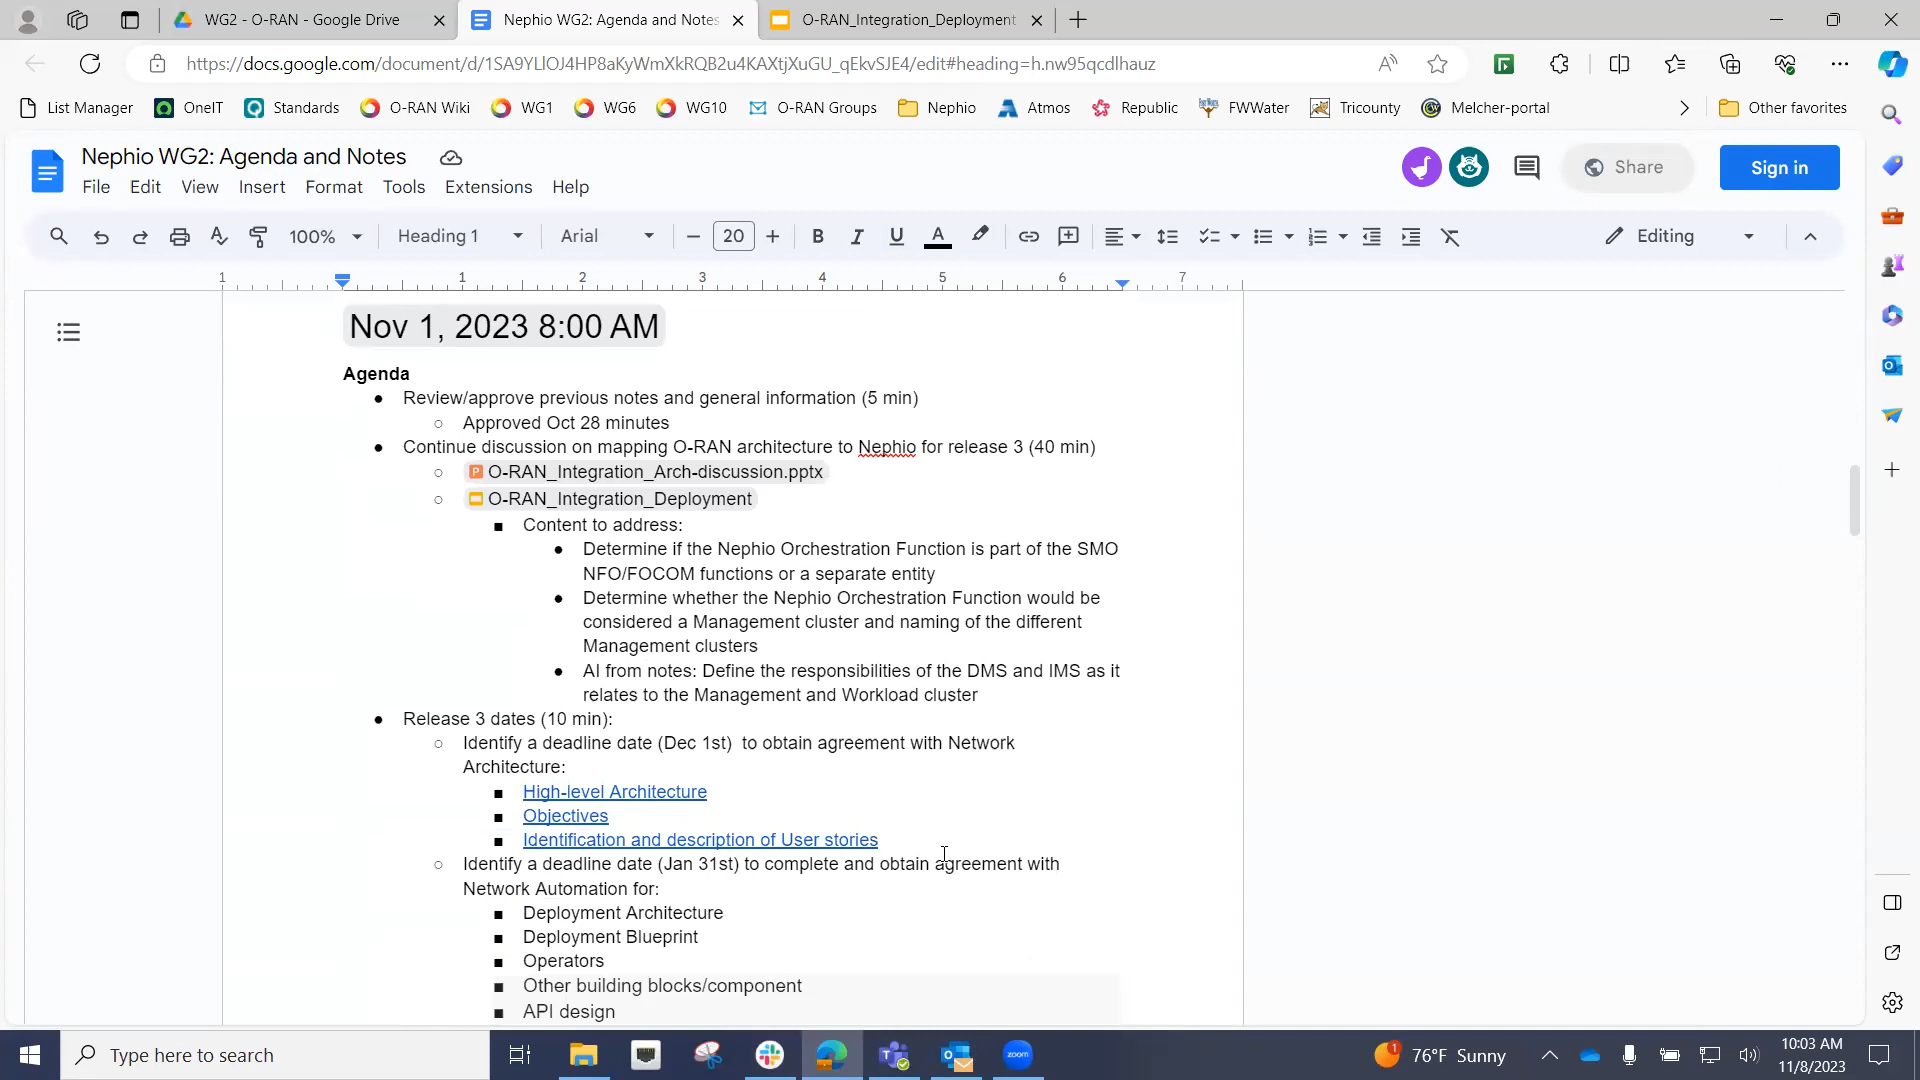 WG2 - O-RAN - Google Drive
Nephio WG2: Agenda and Notes
O-RAN_Integration_Deployment
https://docs.google.com/document/d/1SA9YLlOJ4HP8aKyWmXkRQB2u4KAXtjXuGU_qEkvSJE4/edit#heading=h.nw95qcdlhauz
List Manager OneIT Standards O-RAN Wiki WG1 WG6 WG10 O-RAN Groups Nephio Atmos Republic FWWater Tricounty Melcher-portal Other favorites
Nephio WG2: Agenda and Notes
Share
Sign in
File Edit View Insert Format Tools Extensions Help
100% Heading 1 Arial 20 Editing
1 1 2 3 4 5 6 7
Nov 1, 2023 8:00 AM
Agenda
● Review/approve previous notes and general information (5 min)
○ Approved Oct 28 minutes
● Continue discussion on mapping O-RAN architecture to Nephio for release 3 (40 min)
○ O-RAN_Integration_Arch-discussion.pptx
○ O-RAN_Integration_Deployment
■ Content to address:
● Determine if the Nephio Orchestration Function is part of the SMO
NFO/FOCOM functions or a separate entity
● Determine whether the Nephio Orchestration Function would be
considered a Management cluster and naming of the different
Management clusters
● AI from notes: Define the responsibilities of the DMS and IMS as it
relates to the Management and Workload cluster
● Release 3 dates (10 min):
○ Identify a deadline date (Dec 1st) to obtain agreement with Network
Architecture:
■ High-level Architecture
■ Objectives
■ Identification and description of User stories
○ Identify a deadline date (Jan 31st) to complete and obtain agreement with
Network Automation for:
■ Deployment Architecture
■ Deployment Blueprint
■ Operators
■ Other building blocks/component
■ API design
Type here to search
zoom
1
76°F Sunny
10:03 AM
11/8/2023